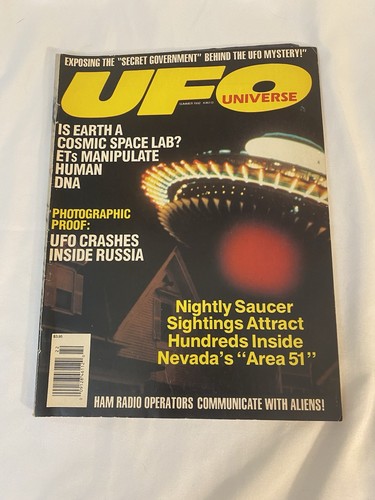 EXPOSING THE "SECRET GOVERNMENT" BEHIND THE UFO MYSTERY!"
UFO
UNIVERSE
IS EARTH A
COSMIC SPACE LAB?
ETs MANIPULATE
HUMAN
DNA
PHOTOGRAPHIC
PROOF:
UFO CRASHES
INSIDE RUSSIA
Nightly Saucer
Sightings Attract
Hundreds Inside
Nevada's "Area 51"
HAM RADIO OPERATORS COMMUNICATE WITH ALIENS!